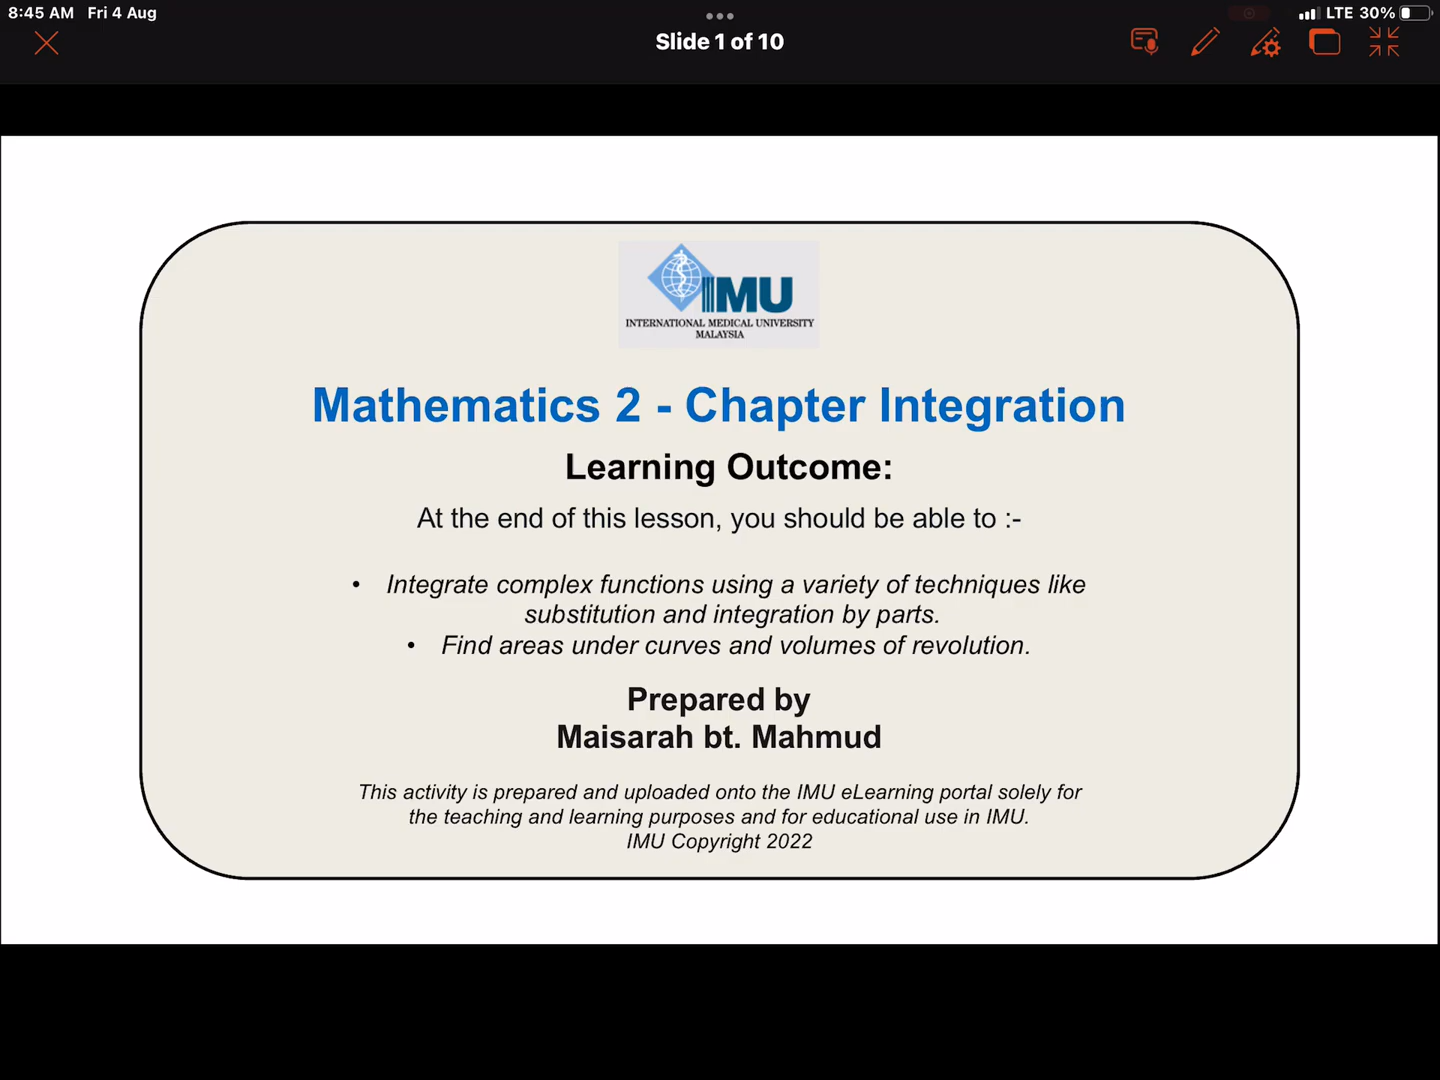 8:45 AM Fri 4 Aug
LTE 30%
Slide 1 of 10
IMU
INTERNATIONAL MEDICAL UNIVERSITY
MALAYSIA
Mathematics 2 - Chapter Integration
Learning Outcome:
At the end of this lesson, you should be able to :-
• Integrate complex functions using a variety of techniques like
substitution and integration by parts.
• Find areas under curves and volumes of revolution.
Prepared by
Maisarah bt. Mahmud
This activity is prepared and uploaded onto the IMU eLearning portal solely for
the teaching and learning purposes and for educational use in IMU.
IMU Copyright 2022